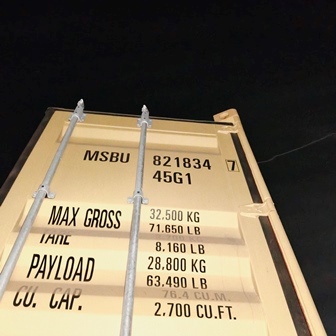 MSBU 821834 7
45G1
MAX GROSS 32.500 KG
71.650 LB
TARE
8.160 LB
PAYLOAD 28.800 KG
63.490 LB
CU. CAP. 76.4 CU.M.
2.700 CU.FT.